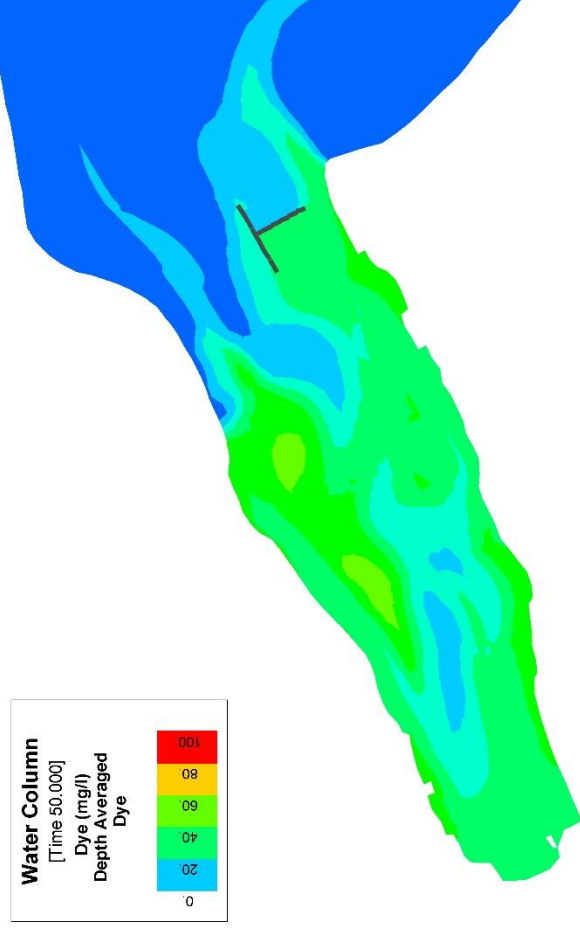 Water Column
[Time 50.000]
Dye (mg/l)
Depth Averaged
Dye
100.
80.
60.
40.
20.
0.